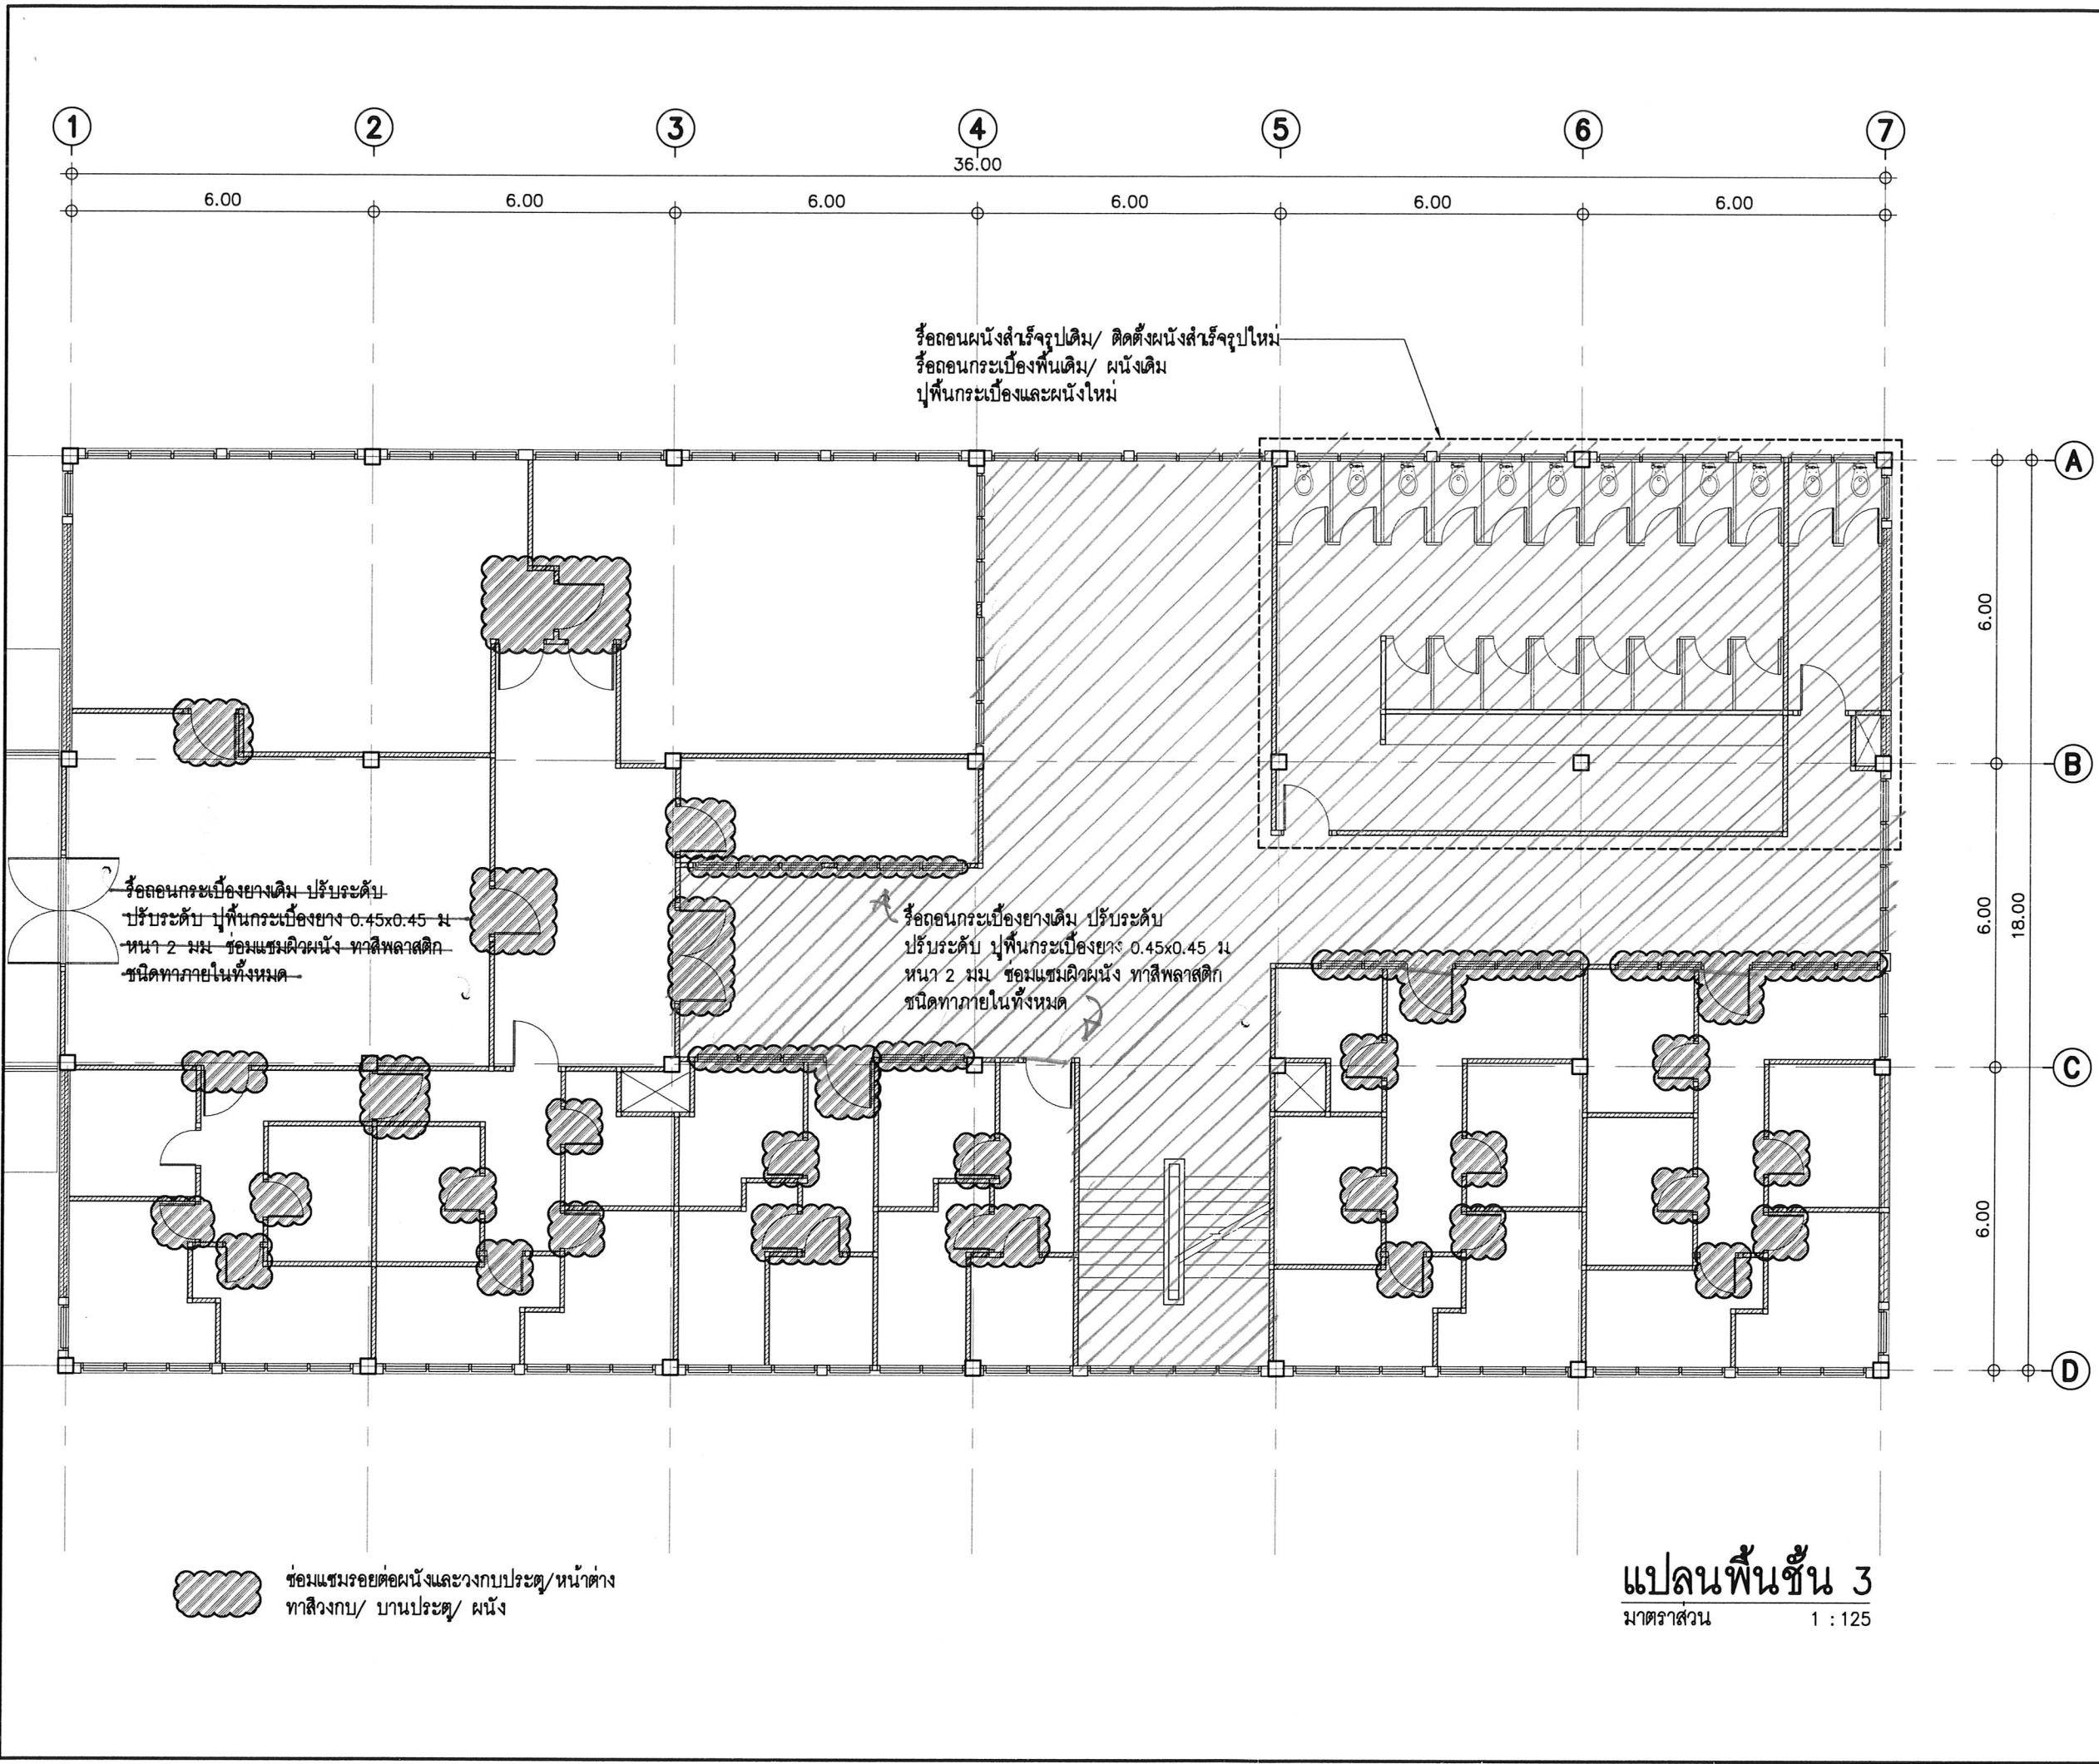 1 2 3 4 5 6 7
36.00
6.00 6.00 6.00 6.00 6.00 6.00
รื้อถอนผนังสำเร็จรูปเดิม/ ติดตั้งผนังสำเร็จรูปใหม่
รื้อถอนกระเบื้องพื้นเดิม/ ผนังเดิม
ปูพื้นกระเบื้องและผนังใหม่
A
6.00
B
รื้อถอนกระเบื้องยางเดิม ปรับระดับ
ปรับระดับ ปูพื้นกระเบื้องยาง 0.45x0.45 ม
หนา 2 มม ซ่อมแซมผิวผนัง ทาสีพลาสติก
ชนิดทาภายในทั้งหมด
รื้อถอนกระเบื้องยางเดิม ปรับระดับ
ปรับระดับ ปูพื้นกระเบื้องยาง 0.45x0.45 ม
หนา 2 มม ซ่อมแซมผิวผนัง ทาสีพลาสติก
ชนิดทาภายในทั้งหมด
6.00
18.00
C
6.00
D
ซ่อมแซมรอยต่อผนังและวงกบประตู/หน้าต่าง
ทาสีวงกบ/ บานประตู/ ผนัง
แปลนพื้นชั้น 3
มาตราส่วน 1 : 125